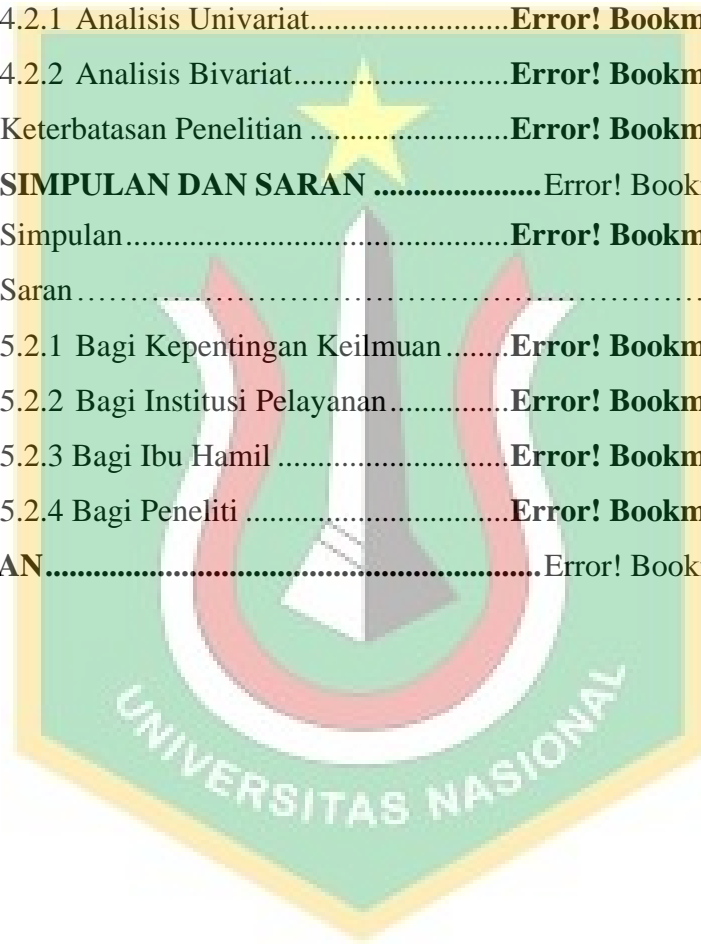 4.2.1 Analisis Univariat........................Error! Bookm
4.2.2 Analisis Bivariat..........................Error! Bookm
Keterbatasan Penelitian ........................Error! Bookm
SIMPULAN DAN SARAN .....................Error! Book
Simpulan..............................................Error! Bookm
Saran……………………………………………………………….
5.2.1 Bagi Kepentingan Keilmuan ........Error! Bookm
5.2.2 Bagi Institusi Pelayanan...............Error! Bookm
5.2.3 Bagi Ibu Hamil ............................Error! Bookm
5.2.4 Bagi Peneliti ................................Error! Bookm
AN..........................................................Error! Book
UNIVERSITAS NASIONAL